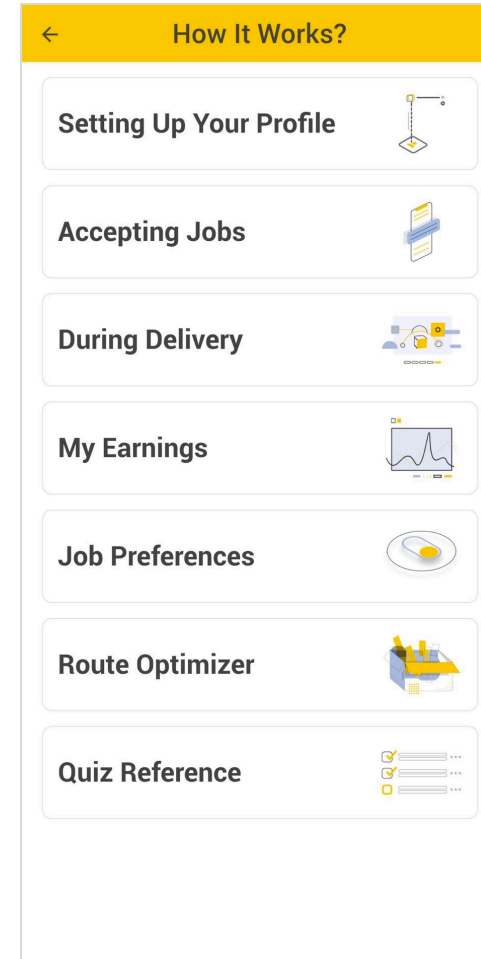 How It Works?
Setting Up Your Profile
Accepting Jobs
During Delivery
My Earnings
Job Preferences
Route Optimizer
Quiz Reference